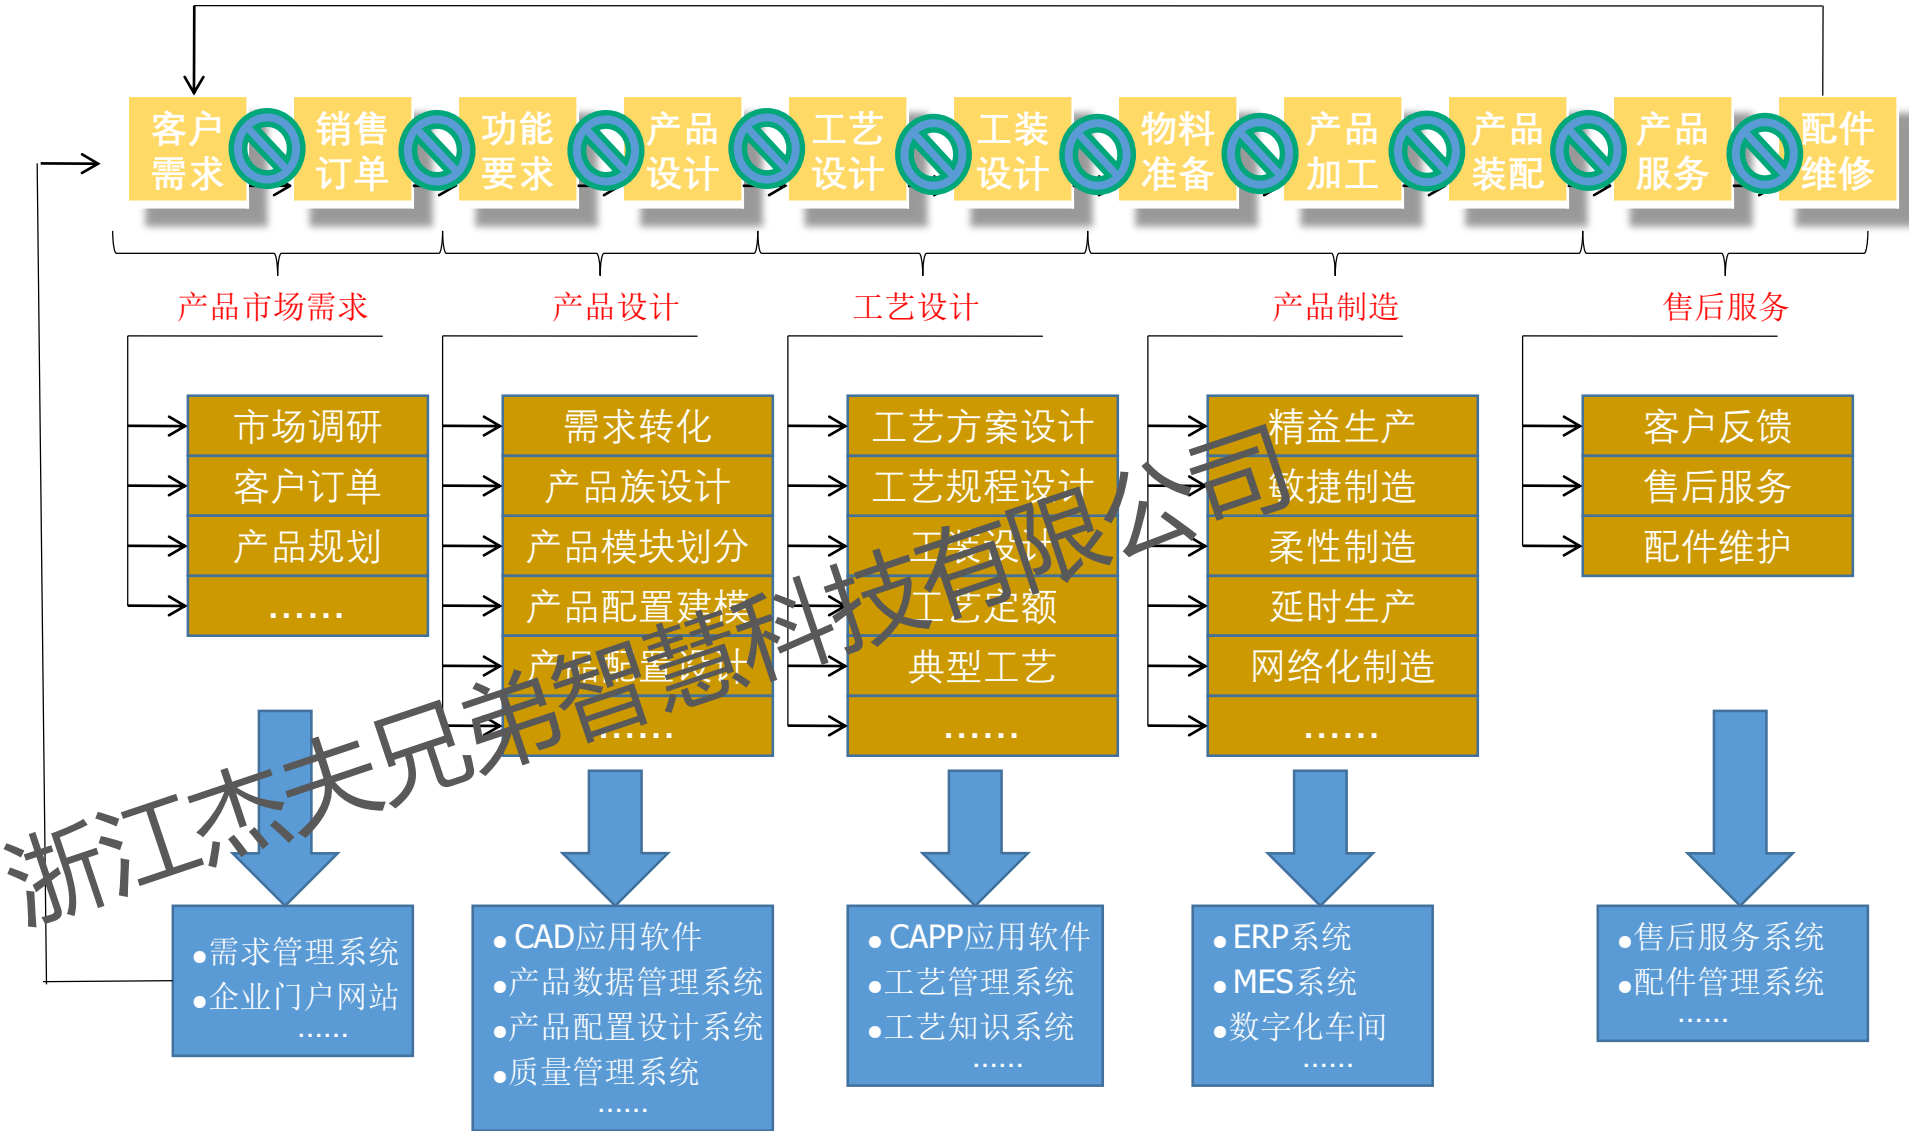 客户
需求
销售
订单
功能
要求
产品
设计
工艺
设计
工装
设计
物料
准备
产品
加工
产品
装配
产品
服务
配件
维修
产品市场需求
产品设计
工艺设计
产品制造
售后服务
市场调研
客户订单
产品规划
......
需求转化
产品族设计
产品模块划分
产品配置建模
产品配置设计
......
工艺方案设计
工艺规程设计
工装设计
工艺定额
典型工艺
......
精益生产
敏捷制造
柔性制造
延时生产
网络化制造
......
客户反馈
售后服务
配件维护
浙江杰夫兄弟智慧科技有限公司
●需求管理系统
●企业门户网站
......
●CAD应用软件
●产品数据管理系统
●产品配置设计系统
●质量管理系统
......
●CAPP应用软件
●工艺管理系统
●工艺知识系统
......
●ERP系统
●MES系统
●数字化车间
......
●售后服务系统
●配件管理系统
......